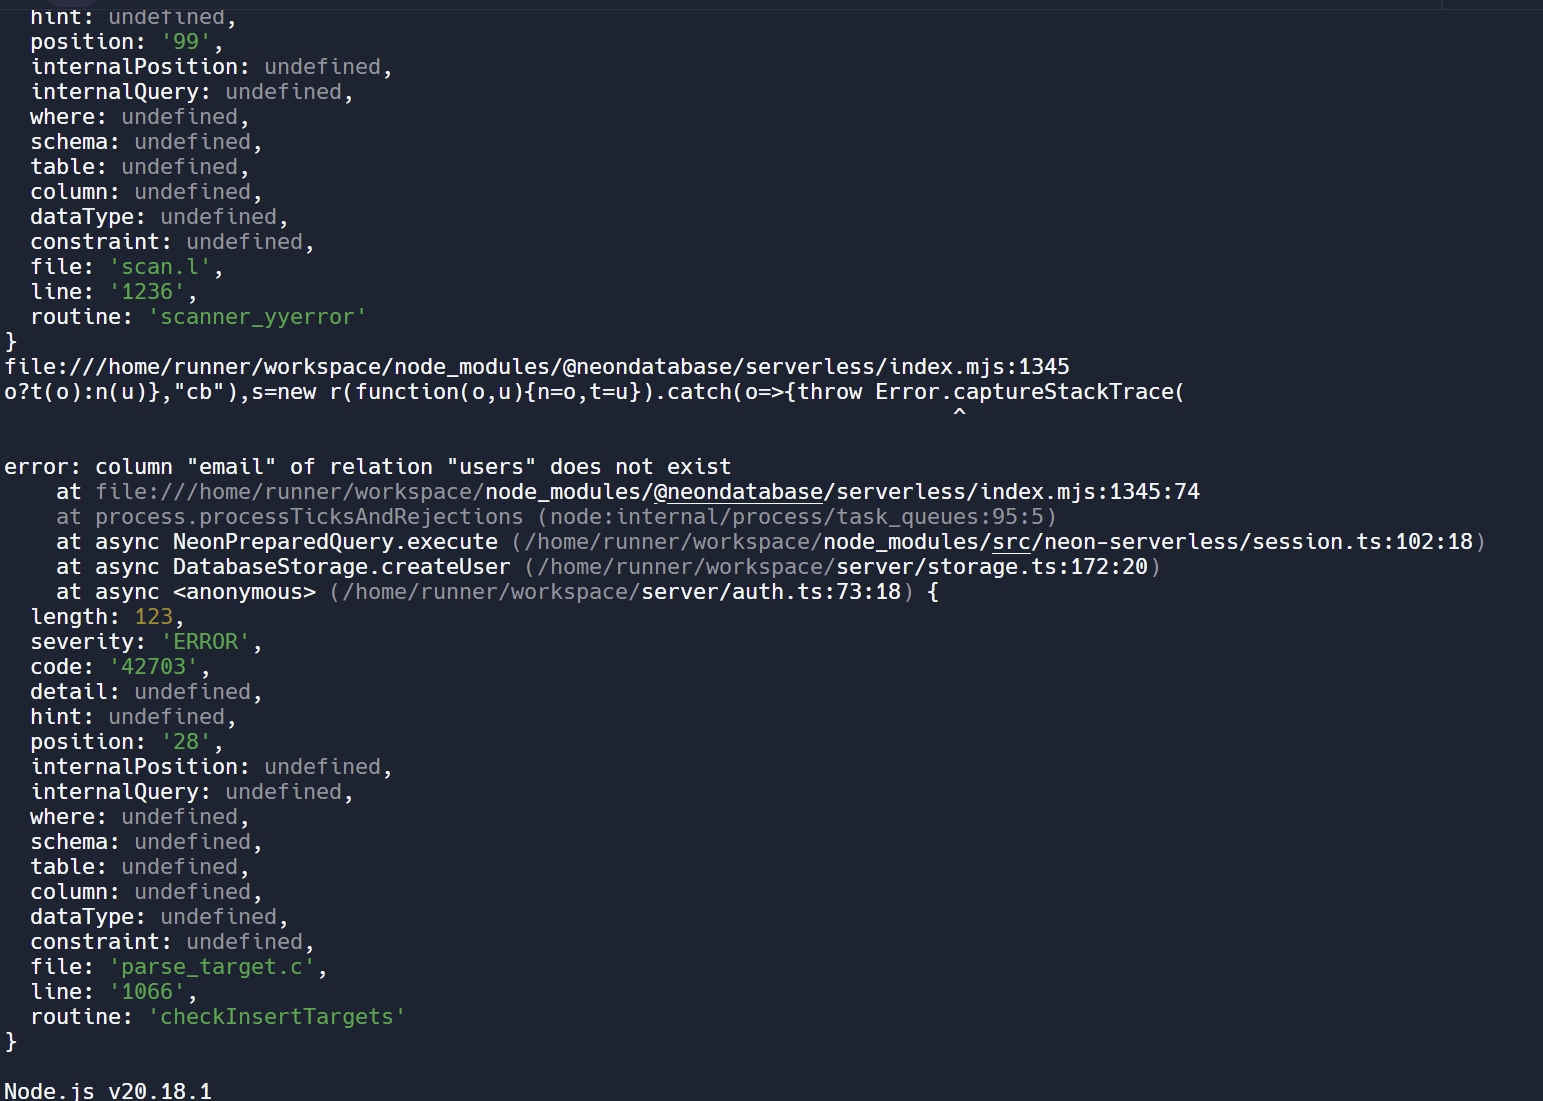 hint: undefined,
position: '99',
internalPosition: undefined,
internalQuery: undefined,
where: undefined,
schema: undefined,
table: undefined,
column: undefined,
dataType: undefined,
constraint: undefined,
file: 'scan.l',
line: '1236',
routine: 'scanner_yyerror'
}
file:///home/runner/workspace/node_modules/@neondatabase/serverless/index.mjs:1345
o?t(o):n(u)},"cb"),s=new r(function(o,u){n=o,t=u}).catch(o=>{throw Error.captureStackTrace(
^
error: column "email" of relation "users" does not exist
at file:///home/runner/workspace/node_modules/@neondatabase/serverless/index.mjs:1345:74
at process.processTicksAndRejections (node:internal/process/task_queues:95:5)
at async NeonPreparedQuery.execute (/home/runner/workspace/node_modules/src/neon-serverless/session.ts:102:18)
at async DatabaseStorage.createUser (/home/runner/workspace/server/storage.ts:172:20)
at async <anonymous> (/home/runner/workspace/server/auth.ts:73:18) {
length: 123,
severity: 'ERROR',
code: '42703',
detail: undefined,
hint: undefined,
position: '28',
internalPosition: undefined,
internalQuery: undefined,
where: undefined,
schema: undefined,
table: undefined,
column: undefined,
dataType: undefined,
constraint: undefined,
file: 'parse_target.c',
line: '1066',
routine: 'checkInsertTargets'
}
Node.js v20.18.1